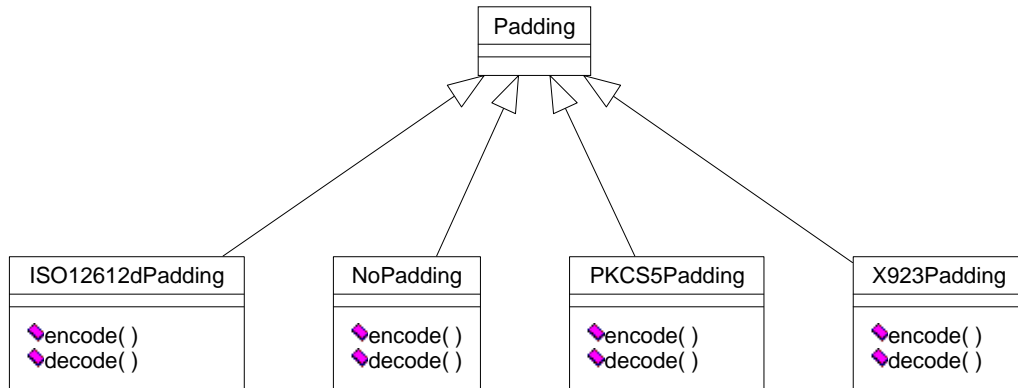 Padding
ISO12612dPadding
encode( )
decode( )
NoPadding
encode( )
decode( )
PKCS5Padding
encode( )
decode( )
X923Padding
encode( )
decode( )